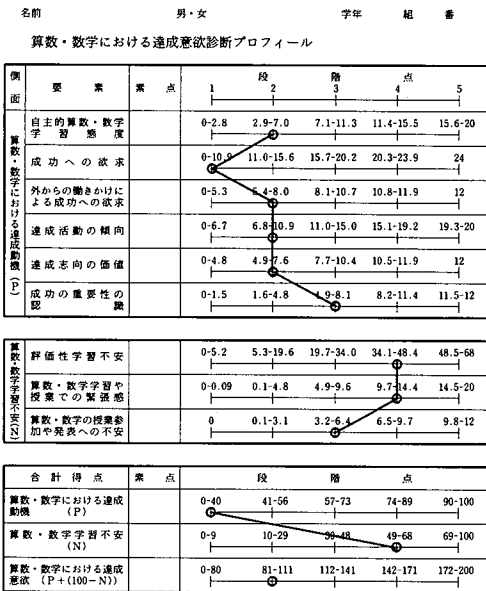 名前 男・女 学年 組 番
算数・数学における達成意欲診断プロフィール
側面 要素 素点 段階点
1 2 3 4 5
算数・数学における達成動機(P)
自主的算数・数学学習態度 0-2.8 2.9-7.0 7.1-11.3 11.4-15.5 15.6-20
成功への欲求 0-10.9 11.0-15.6 15.7-20.2 20.3-23.9 24
外からの働きかけによる成功への欲求 0-5.3 5.4-8.0 8.1-10.7 10.8-11.9 12
達成活動の傾向 0-6.7 6.8-10.9 11.0-15.0 15.1-19.2 19.3-20
達成志向の価値 0-4.8 4.9-7.6 7.7-10.4 10.5-11.9 12
成功の重要性の認識 0-1.5 1.6-4.8 4.9-8.1 8.2-11.4 11.5-12
算数・数学学習不安(N)
評価性学習不安 0-5.2 5.3-19.6 19.7-34.0 34.1-48.4 48.5-68
算数・数学学習や授業での緊張感 0-0.09 0.1-4.8 4.9-9.6 9.7-14.4 14.5-20
算数・数学の授業参加や発表への不安 0 0.1-3.1 3.2-6.4 6.5-9.7 9.8-12
合計得点 素点 段階点
算数・数学における達成動機(P) 0-40 41-56 57-73 74-89 90-100
算数・数学学習不安(N) 0-9 10-29 30-48 49-68 69-100
算数・数学における達成意欲(P+(100-N)) 0-80 81-111 112-141 142-171 172-200